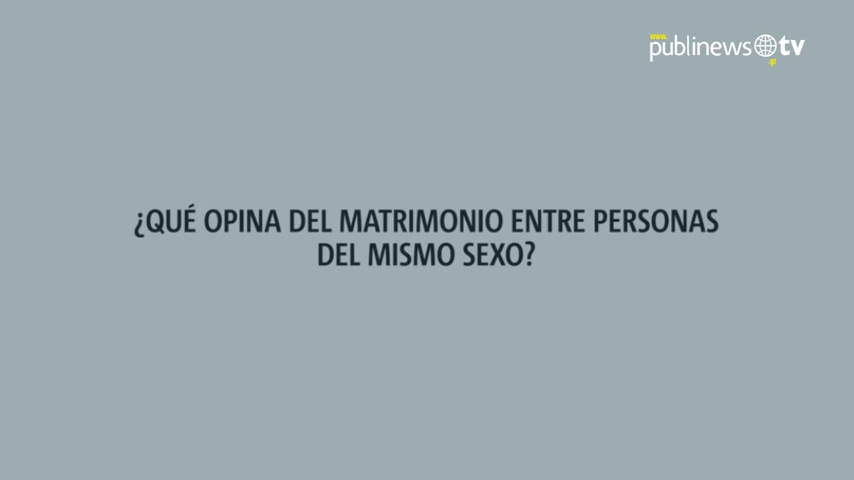 www.
publinews tv
gt
¿QUÉ OPINA DEL MATRIMONIO ENTRE PERSONAS
DEL MISMO SEXO?